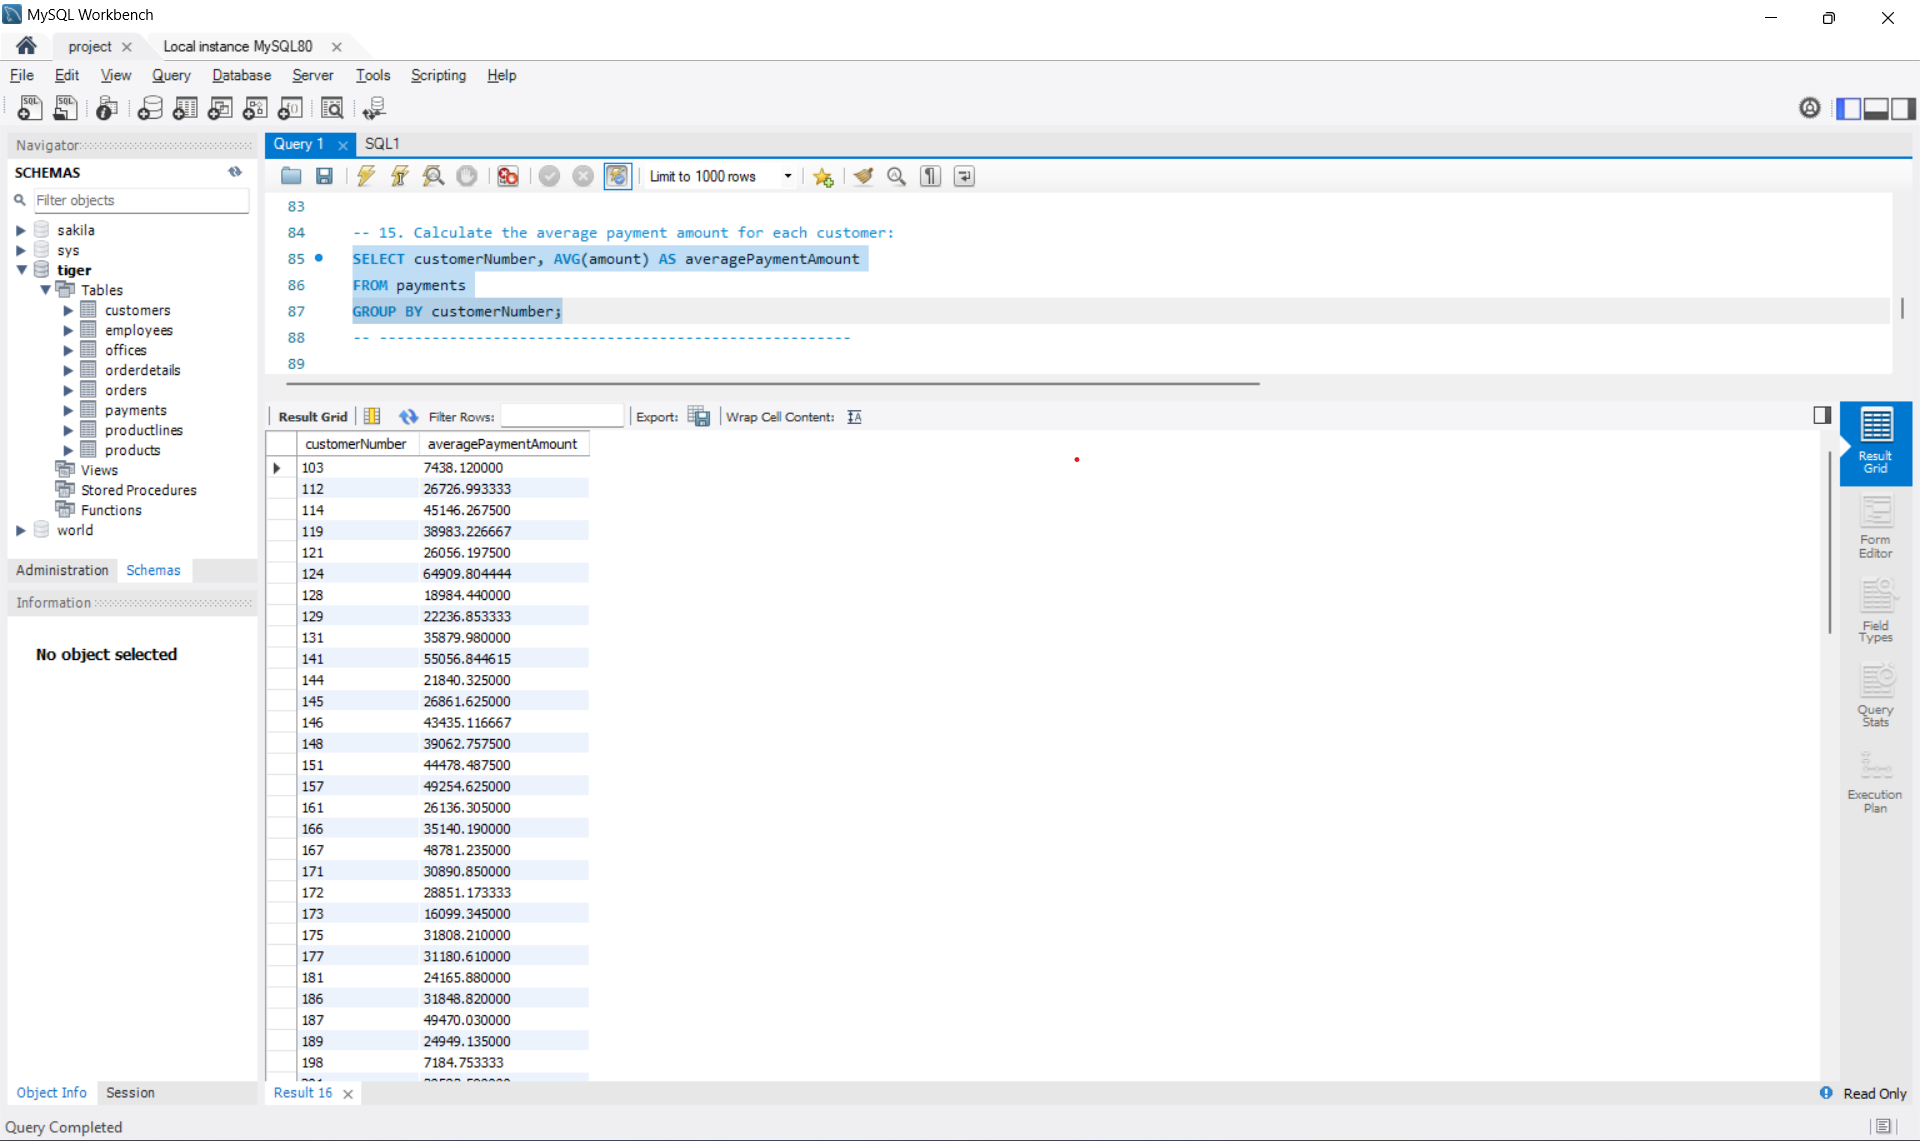 MySQL Workbench
project
Local instance MySQL80
File Edit View Query Database Server Tools Scripting Help
Navigator
SCHEMAS
Filter objects
sakila
sys
tiger
Tables
customers
employees
offices
orderdetails
orders
payments
productlines
products
Views
Stored Procedures
Functions
world
Administration Schemas
Information
No object selected
Object Info Session
Query 1 SQL1
Limit to 1000 rows
83
84 -- 15. Calculate the average payment amount for each customer:
85 SELECT customerNumber, AVG(amount) AS averagePaymentAmount
86 FROM payments
87 GROUP BY customerNumber;
88 -- ------------------------------------------------------
89
Result Grid Filter Rows: Export: Wrap Cell Content:
customerNumber averagePaymentAmount
103 7438.120000
112 26726.993333
114 45146.267500
119 38983.226667
121 26056.197500
124 64909.804444
128 18984.440000
129 22236.853333
131 35879.980000
141 55056.844615
144 21840.325000
145 26861.625000
146 43435.116667
148 39062.757500
151 44478.487500
157 49254.625000
161 26136.305000
166 35140.190000
167 48781.235000
171 30890.850000
172 28851.173333
173 16099.345000
175 31808.210000
177 31180.610000
181 24165.880000
186 31848.820000
187 49470.030000
189 24949.135000
198 7184.753333
Result Grid
Form Editor
Field Types
Query Stats
Execution Plan
Result 16
Read Only
Query Completed